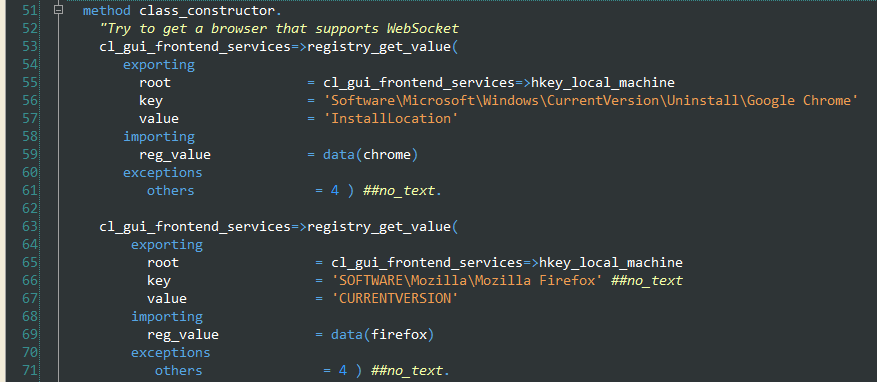 51 method class_constructor.
52 "Try to get a browser that supports WebSocket
53 cl_gui_frontend_services=>registry_get_value(
54 exporting
55 root = cl_gui_frontend_services=>hkey_local_machine
56 key = 'Software\Microsoft\Windows\CurrentVersion\Uninstall\Google Chrome'
57 value = 'InstallLocation'
58 importing
59 reg_value = data(chrome)
60 exceptions
61 others = 4 ) ##no_text.
62
63 cl_gui_frontend_services=>registry_get_value(
64 exporting
65 root = cl_gui_frontend_services=>hkey_local_machine
66 key = 'SOFTWARE\Mozilla\Mozilla Firefox' ##no_text
67 value = 'CURRENTVERSION'
68 importing
69 reg_value = data(firefox)
70 exceptions
71 others = 4 ) ##no_text.